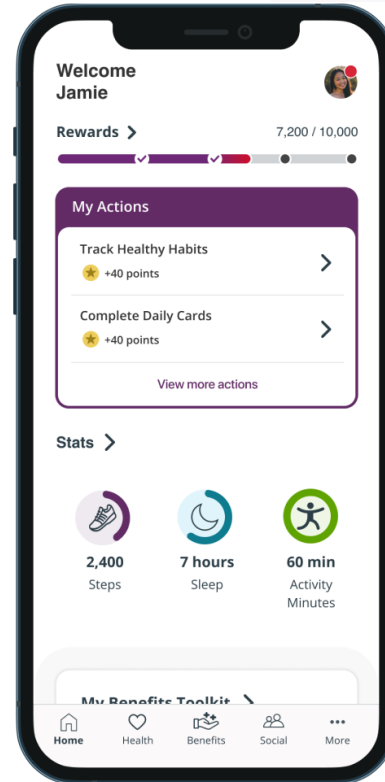 Welcome
Jamie
Rewards
7,200 / 10,000
My Actions
Track Healthy Habits
+40 points
Complete Daily Cards
+40 points
View more actions
Stats
2,400
Steps
7 hours
Sleep
60 min
Activity
Minutes
My Benefits Toolkit
Home
Health
Benefits
Social
More